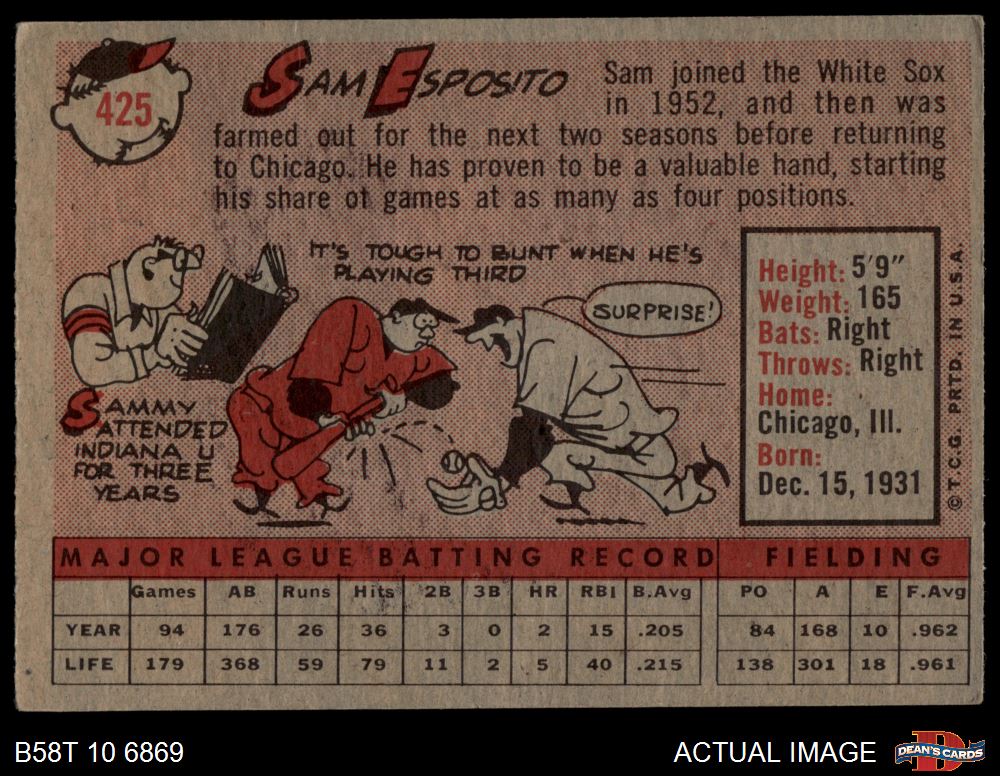 425
SAM ESPOSITO
Sam joined the White Sox
in 1952, and then was
farmed out for the next two seasons before returning
to Chicago. He has proven to be a valuable hand, starting
his share of games at as many as four positions.
IT'S TOUGH TO BUNT WHEN HE'S
PLAYING THIRD
SURPRISE!
SAMMY
ATTENDED
INDIANA U
FOR THREE
YEARS
Height: 5'9"
Weight: 165
Bats: Right
Throws: Right
Home:
Chicago, Ill.
Born:
Dec. 15, 1931
© T.C.G. PRTD. IN U.S.A.
MAJOR LEAGUE BATTING RECORD FIELDING
Games AB Runs Hits 2B 3B HR RBI B.Avg PO A E F.Avg
YEAR 94 176 26 36 3 0 2 15 .205 84 168 10 .962
LIFE 179 368 59 79 11 2 5 40 .215 138 301 18 .961
B58T 10 6869
ACTUAL IMAGE
DEAN'S CARDS